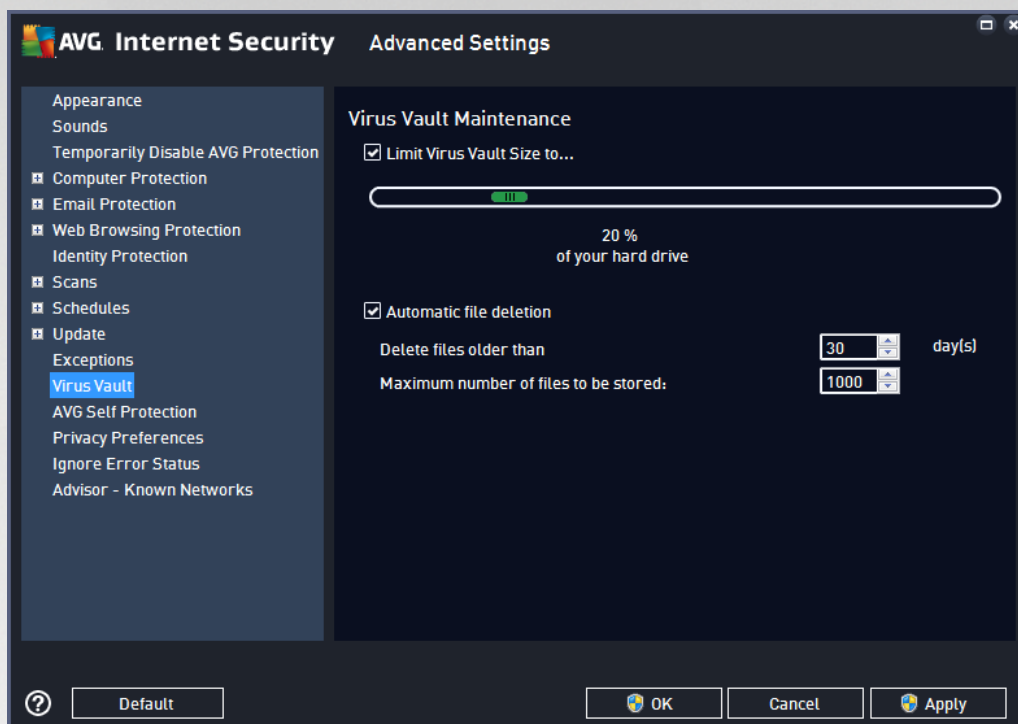 AVG. Internet Security Advanced Settings
Appearance
Sounds
Temporarily Disable AVG Protection
Computer Protection
Email Protection
Web Browsing Protection
Identity Protection
Scans
Schedules
Update
Exceptions
Virus Vault
AVG Self Protection
Privacy Preferences
Ignore Error Status
Advisor - Known Networks
Virus Vault Maintenance
Limit Virus Vault Size to...
20 %
of your hard drive
Automatic file deletion
Delete files older than 30 day(s)
Maximum number of files to be stored: 1000
? Default OK Cancel Apply